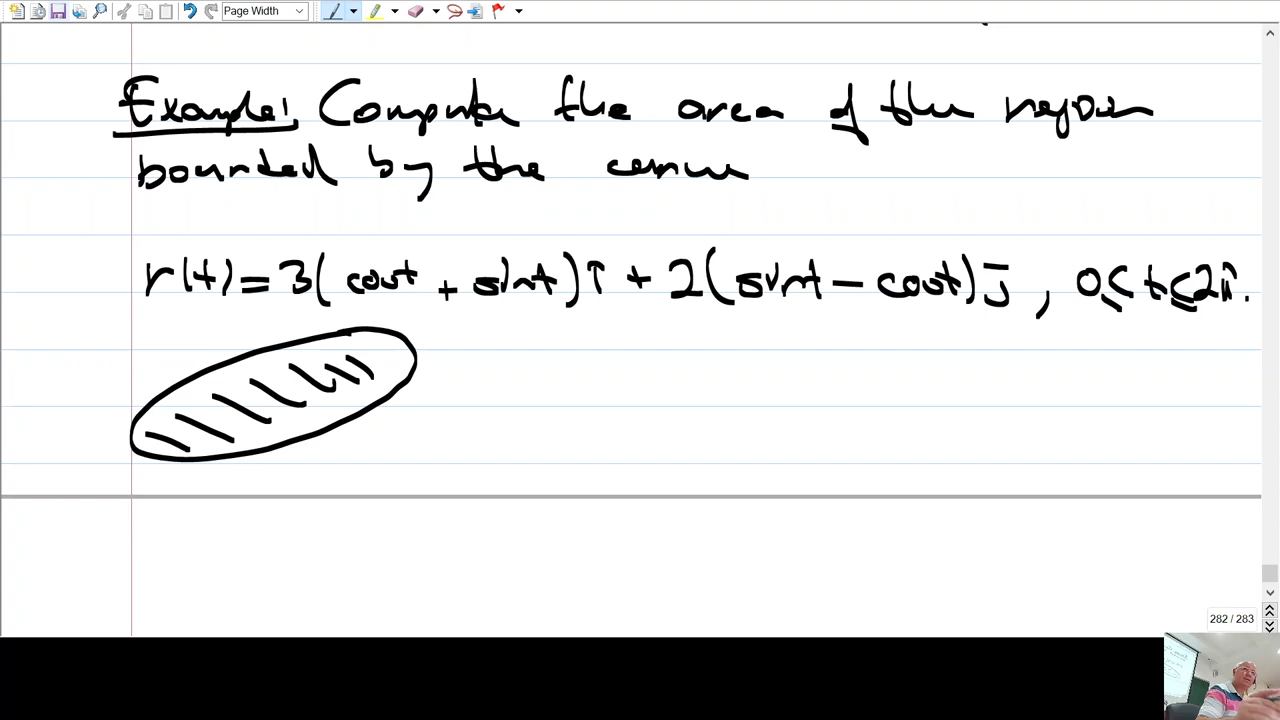 Page Width
Example: Compute the area of the region
bounded by the curve
r(t) = 3(cost + sint)i + 2(sint - cost)j, 0 ≤ t ≤ 2π.
282 / 283